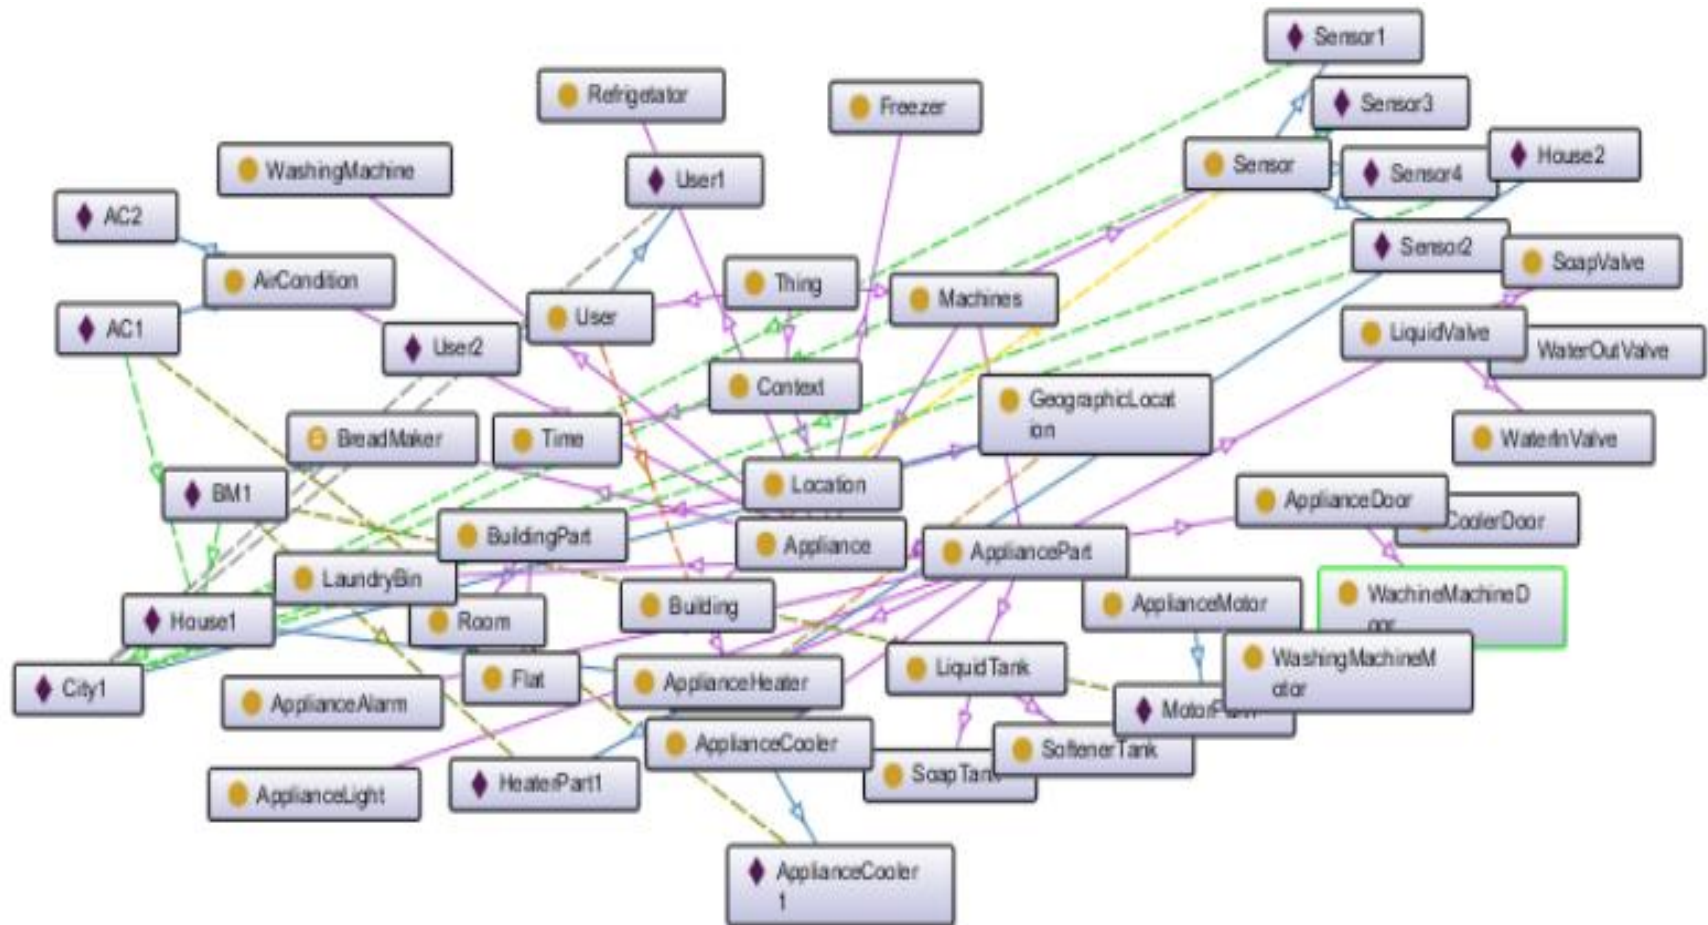 Sensor1
Refrigetator
Freezer
Sensor3
WashingMachine
User1
Sensor
Sensor4
House2
AC2
AirCondition
Thing
Machines
Sensor2
SoapValve
AC1
User2
User
Context
LiquidValve
WaterOutValve
BreadMaker
Time
GeographicLocat
ion
WaterInValve
BM1
Location
ApplianceDoor
CoolerDoor
BuildingPart
Appliance
AppliancePart
LaundryBin
Building
ApplianceMotor
WachineMachineD
oor
House1
Room
City1
ApplianceAlarm
Flat
ApplianceHeater
LiquidTank
WashingMachineM
otor
ApplianceCooler
SoftenerTank
SoapTank
ApplianceLight
HeaterPart1
ApplianceCooler
1